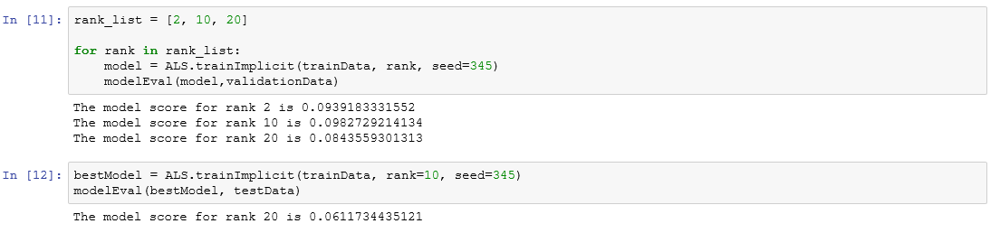 In [11]: rank_list = [2, 10, 20]
for rank in rank_list:
    model = ALS.trainImplicit(trainData, rank, seed=345)
    modelEval(model,validationData)
The model score for rank 2 is 0.0939183331552
The model score for rank 10 is 0.0982729214134
The model score for rank 20 is 0.0843559301313
In [12]: bestModel = ALS.trainImplicit(trainData, rank=10, seed=345)
modelEval(bestModel, testData)
The model score for rank 20 is 0.0611734435121